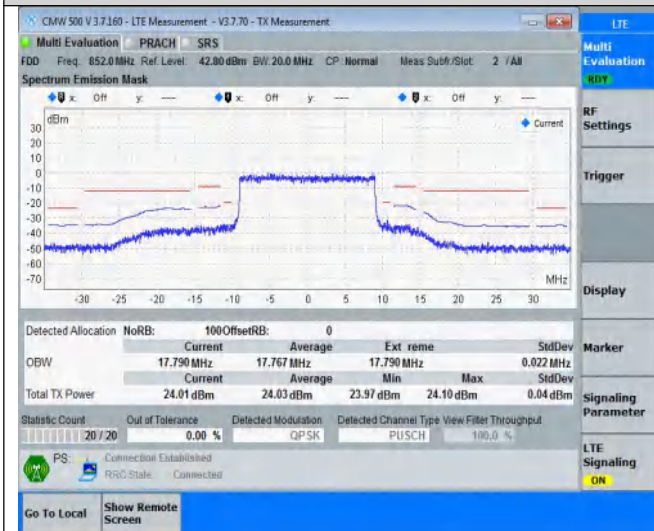 CMW 500 V 3.7.160 - LTE Measurement - V3.7.70 - TX Measurement
LTE
Multi Evaluation PRACH SRS
Multi
Evaluation
RDY
FDD Freq. 852.0 MHz Ref. Level: 42.80 dBm BW: 20.0 MHz CP: Normal Meas Subfr./Slot: 2 / All
Spectrum Emission Mask
x: Off y: --- x: Off y: --- x: Off y: ---
RF
Settings
dBm
Current
30
20
10
0
-10
-20
-30
-40
-50
-60
-70
MHz
-30 -25 -20 -15 -10 -5 0 5 10 15 20 25 30
Trigger
Display
Detected Allocation NoRB: 100 OffsetRB: 0
Current Average Ext reme StdDev
OBW 17.790 MHz 17.767 MHz 17.790 MHz 0.022 MHz
Current Average Min Max StdDev
Total TX Power 24.01 dBm 24.03 dBm 23.97 dBm 24.10 dBm 0.04 dBm
Marker
Signaling
Parameter
Statistic Count Out of Tolerance Detected Modulation Detected Channel Type View Filter Throughput
20 / 20 0.00 % QPSK PUSCH 100.0 %
PS: Connection Established
RRC State: Connected
LTE
Signaling
ON
Go To Local
Show Remote
Screen